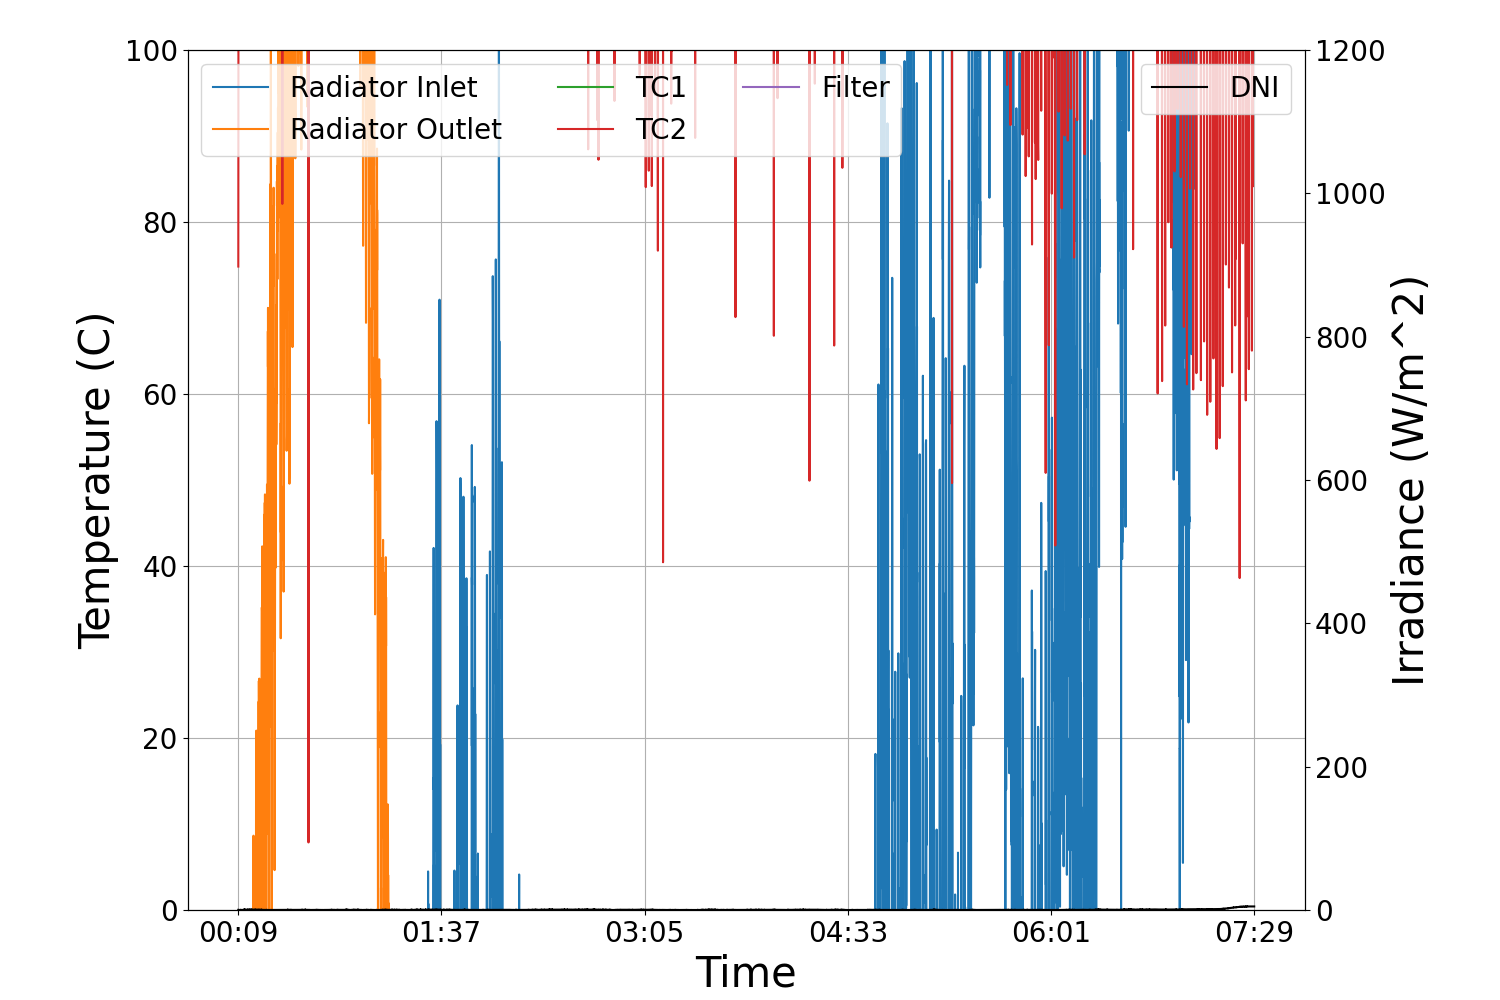 Radiator Inlet
Radiator Outlet
TC1
TC2
Filter
DNI
Temperature (C)
100
80
60
40
20
0
1200
1000
800
600
400
200
0
Irradiance (W/m^2)
00:09 01:37 03:05 04:33 06:01 07:29
Time